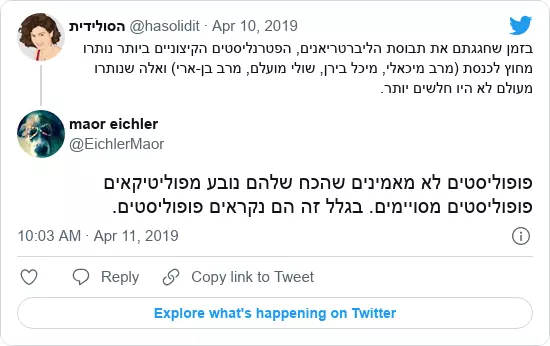 הסולידית @hasolidit · Apr 10, 2019
בזמן שחגגתם את תבוסת הליברטריאנים, הפטרנליסטים הקיצוניים ביותר נותרו
מחוץ לכנסת (מרב מיכאלי, מיכל בירן, שולי מועלם, מרב בן-ארי) ואלה שנותרו
מעולם לא היו חלשים יותר.
maor eichler
@EichlerMaor
פופוליסטים לא מאמינים שהכח שלהם נובע מפוליטיקאים
פופוליסטים מסויימים. בגלל זה הם נקראים פופוליסטים.
10:03 AM · Apr 11, 2019
Reply
Copy link to Tweet
Explore what's happening on Twitter